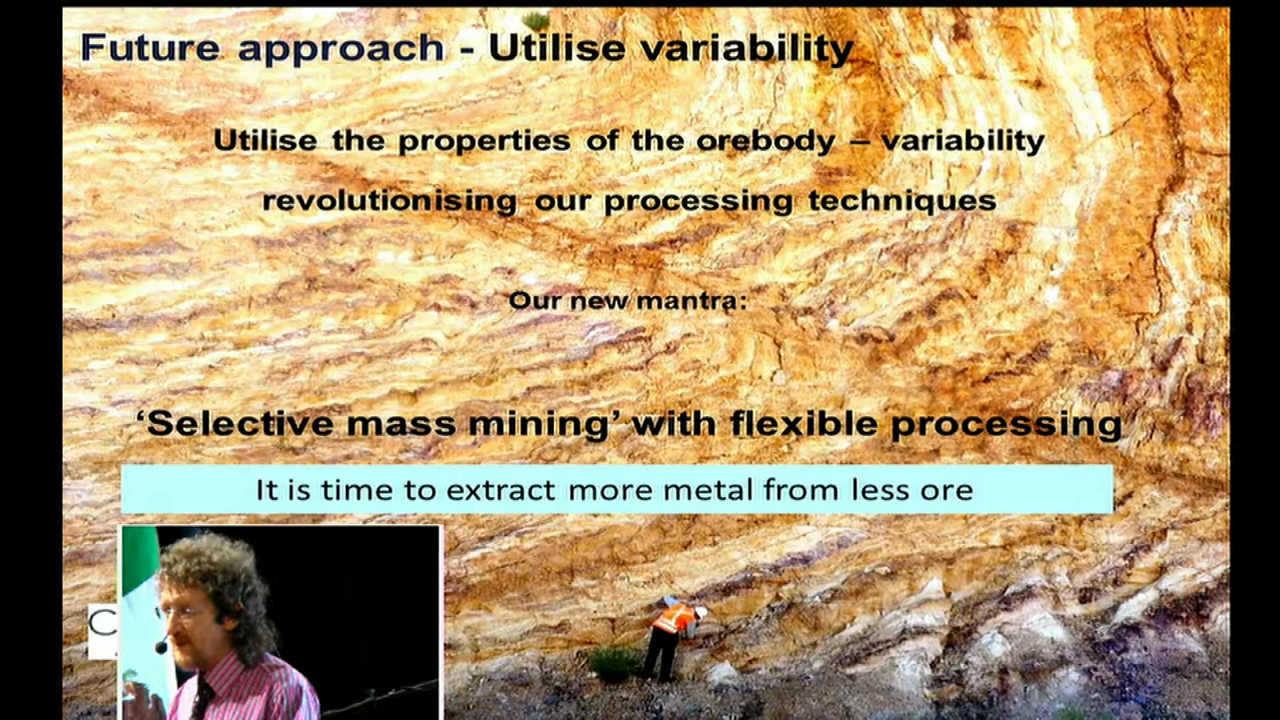 Future approach - Utilise variability
Utilise the properties of the orebody – variability
revolutionising our processing techniques
Our new mantra:
‘Selective mass mining’ with flexible processing
It is time to extract more metal from less ore